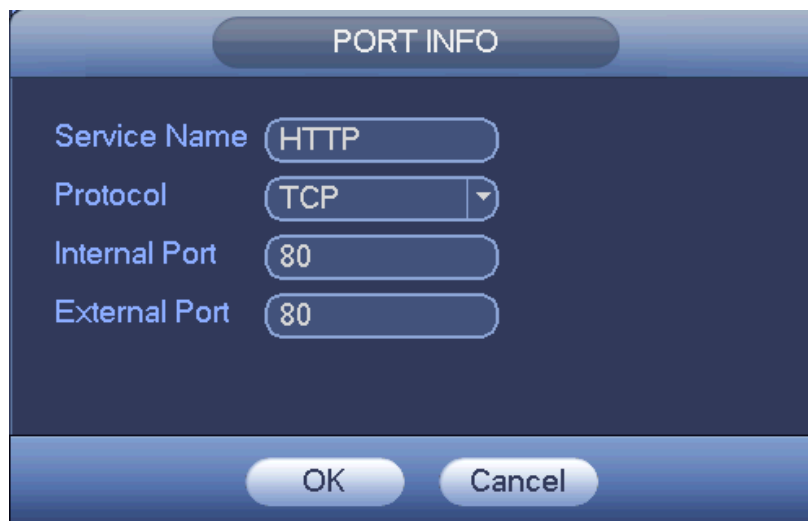 PORT INFO
Service Name HTTP
Protocol TCP
Internal Port 80
External Port 80
OK Cancel